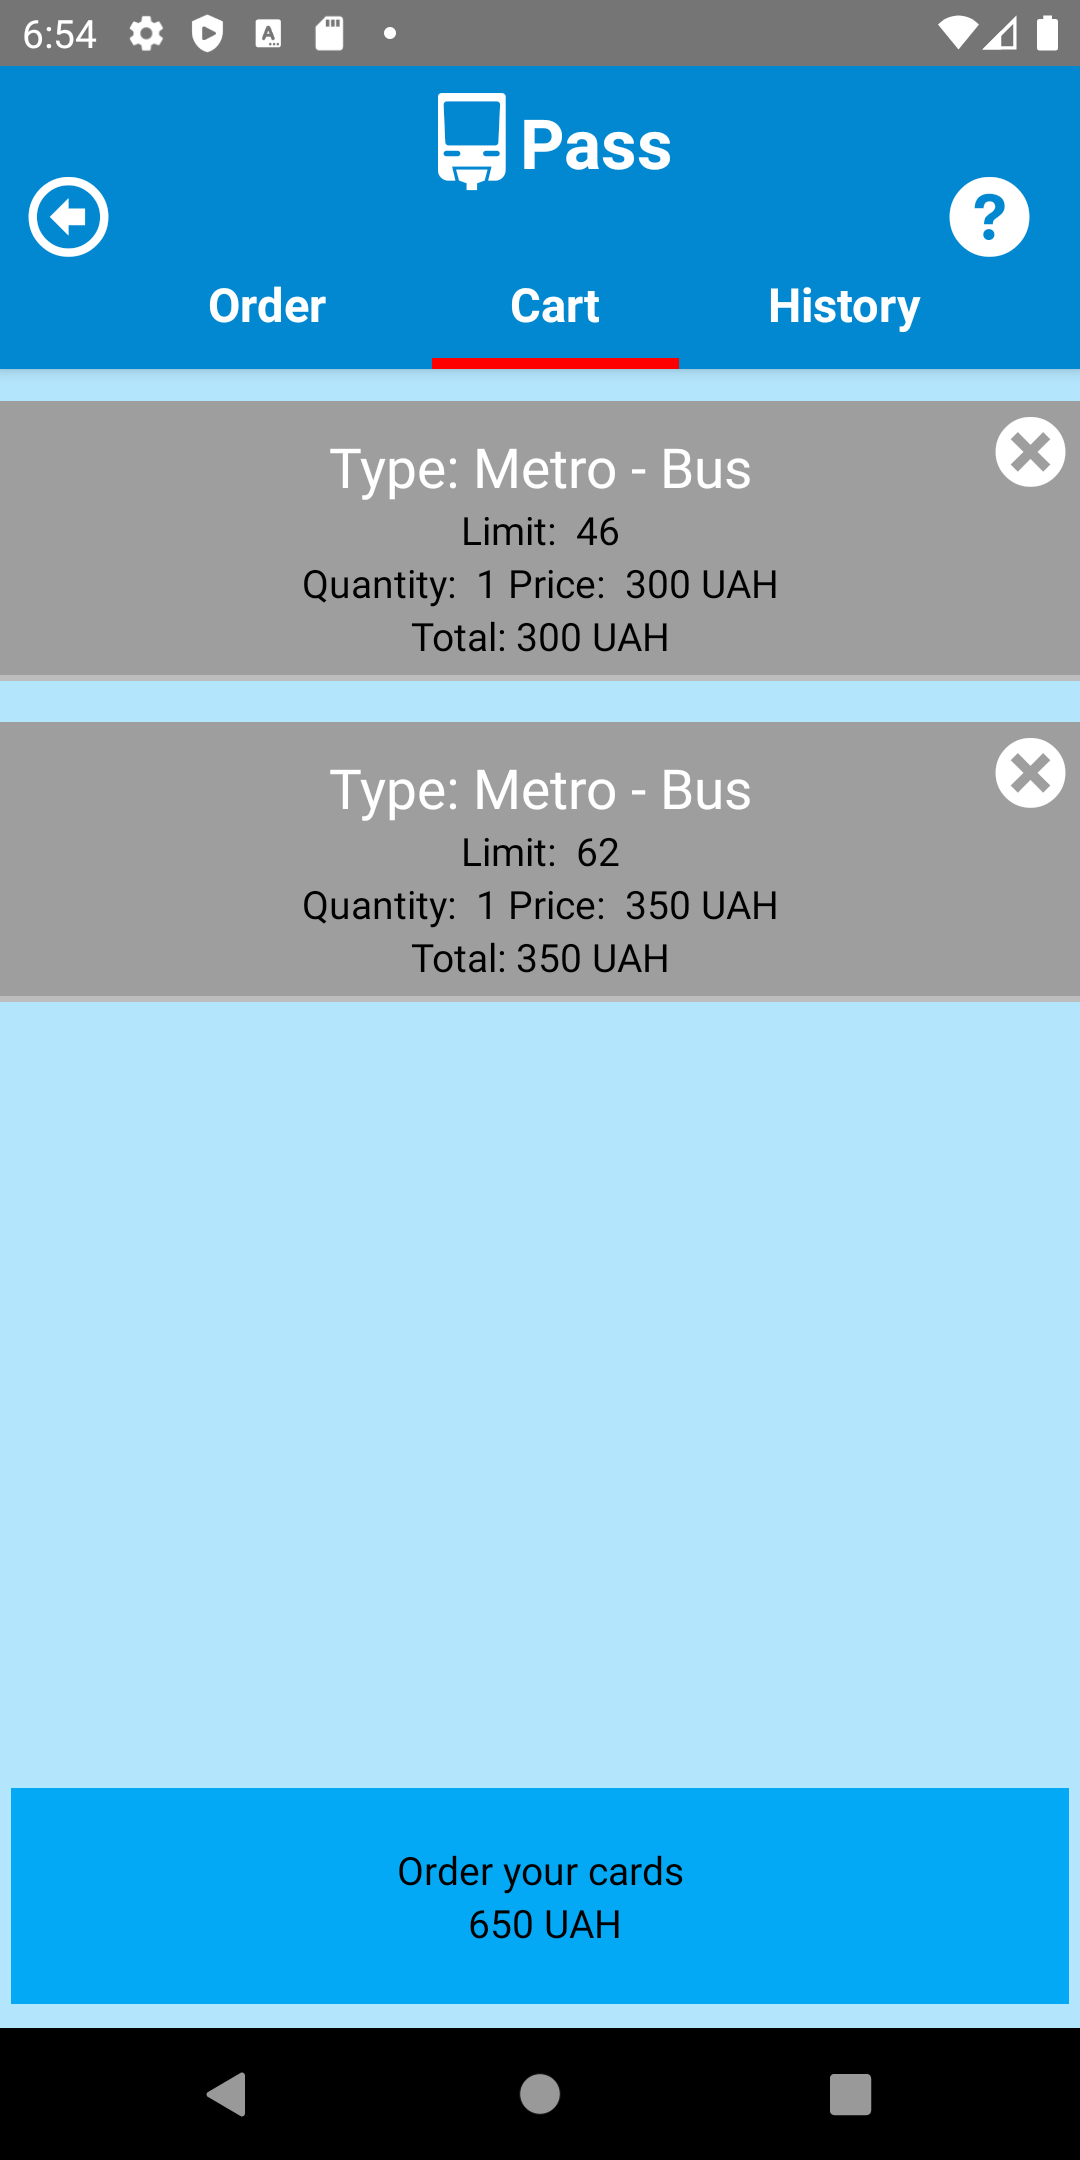 6:54
Pass
Order Cart History
Type: Metro - Bus
Limit: 46
Quantity: 1 Price: 300 UAH
Total: 300 UAH
Type: Metro - Bus
Limit: 62
Quantity: 1 Price: 350 UAH
Total: 350 UAH
Order your cards
650 UAH